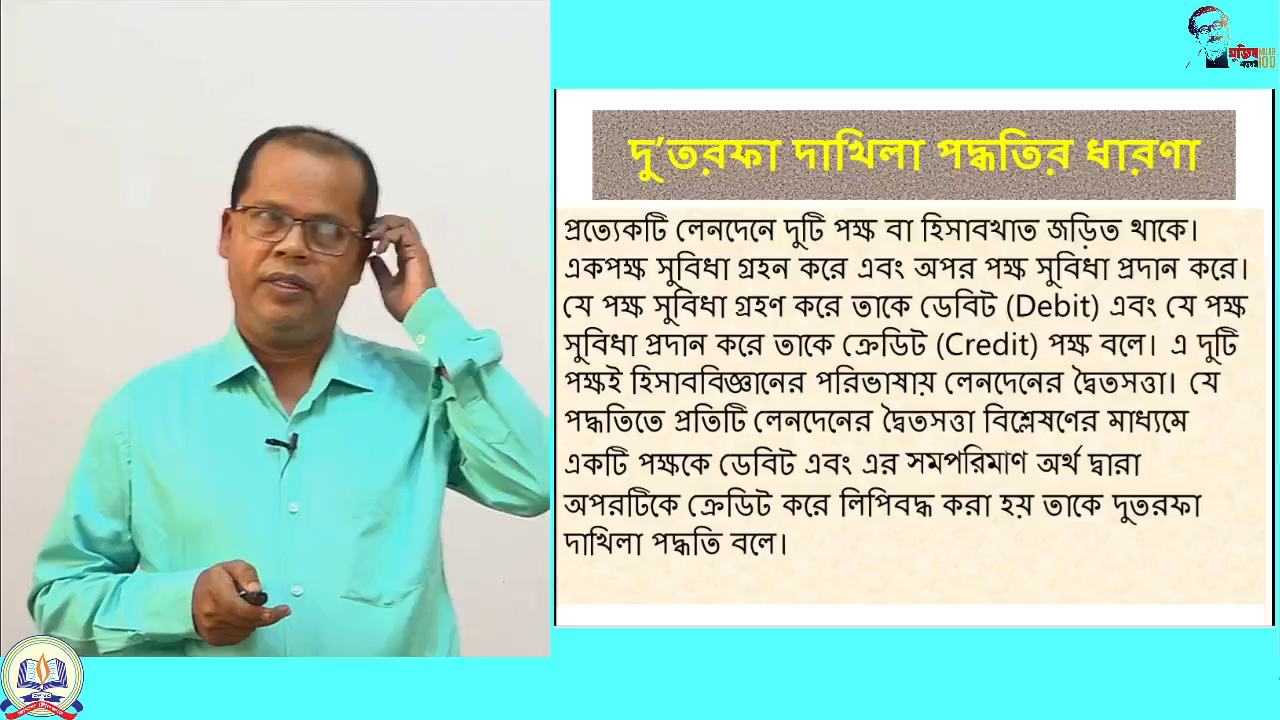 মুজিব
শতবর্ষ
MUJIB
100
দু'তরফা দাখিলা পদ্ধতির ধারণা
প্রত্যেকটি লেনদেনে দুটি পক্ষ বা হিসাবখাত জড়িত থাকে।
একপক্ষ সুবিধা গ্রহন করে এবং অপর পক্ষ সুবিধা প্রদান করে।
যে পক্ষ সুবিধা গ্রহণ করে তাকে ডেবিট (Debit) এবং যে পক্ষ
সুবিধা প্রদান করে তাকে ক্রেডিট (Credit) পক্ষ বলে। এ দুটি
পক্ষই হিসাববিজ্ঞানের পরিভাষায় লেনদেনের দ্বৈতসত্তা। যে
পদ্ধতিতে প্রতিটি লেনদেনের দ্বৈতসত্তা বিশ্লেষণের মাধ্যমে
একটি পক্ষকে ডেবিট এবং এর সমপরিমাণ অর্থ দ্বারা
অপরটিকে ক্রেডিট করে লিপিবদ্ধ করা হয় তাকে দুতরফা
দাখিলা পদ্ধতি বলে।